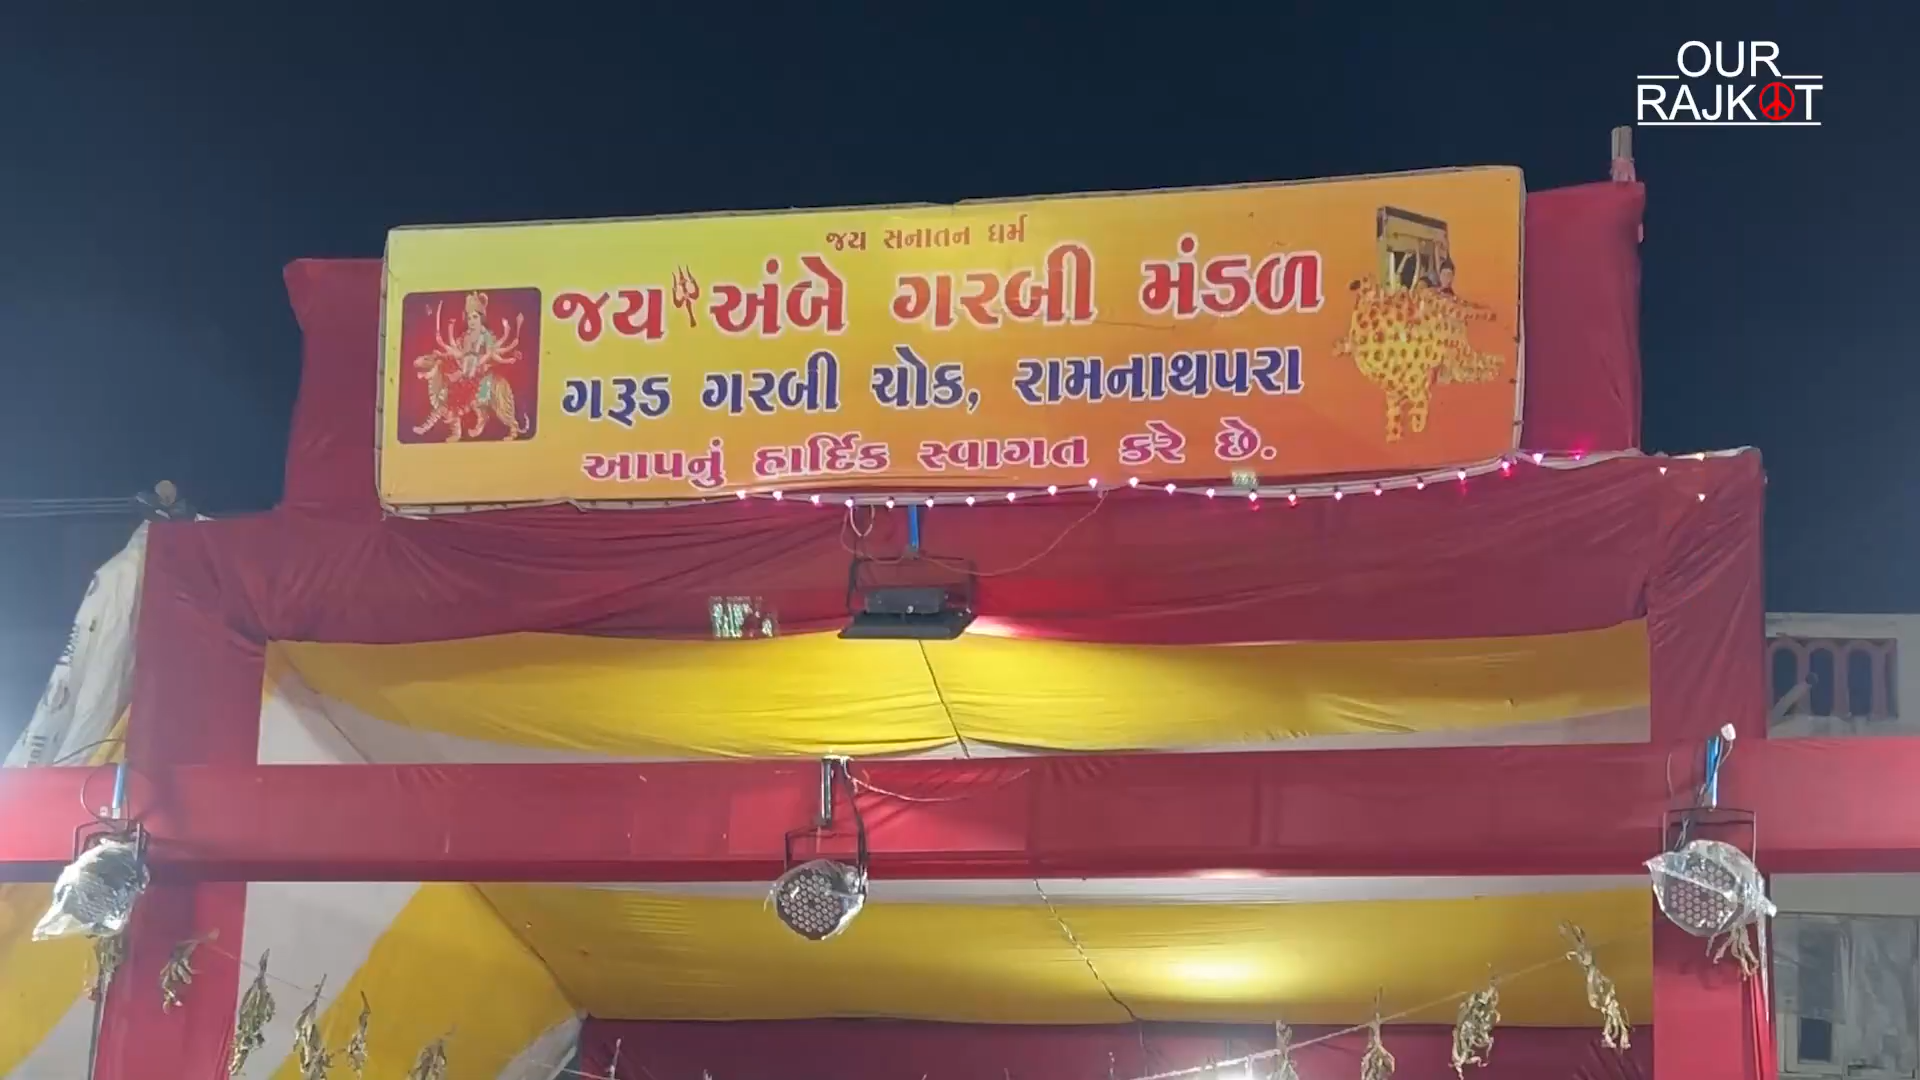 OUR
RAJKOT
જય સનાતન ધર્મ
જય અંબે ગરબી મંડળ
ગરૂડ ગરબી ચોક, રામનાથપરા
આપનું હાર્દિક સ્વાગત કરે છે.